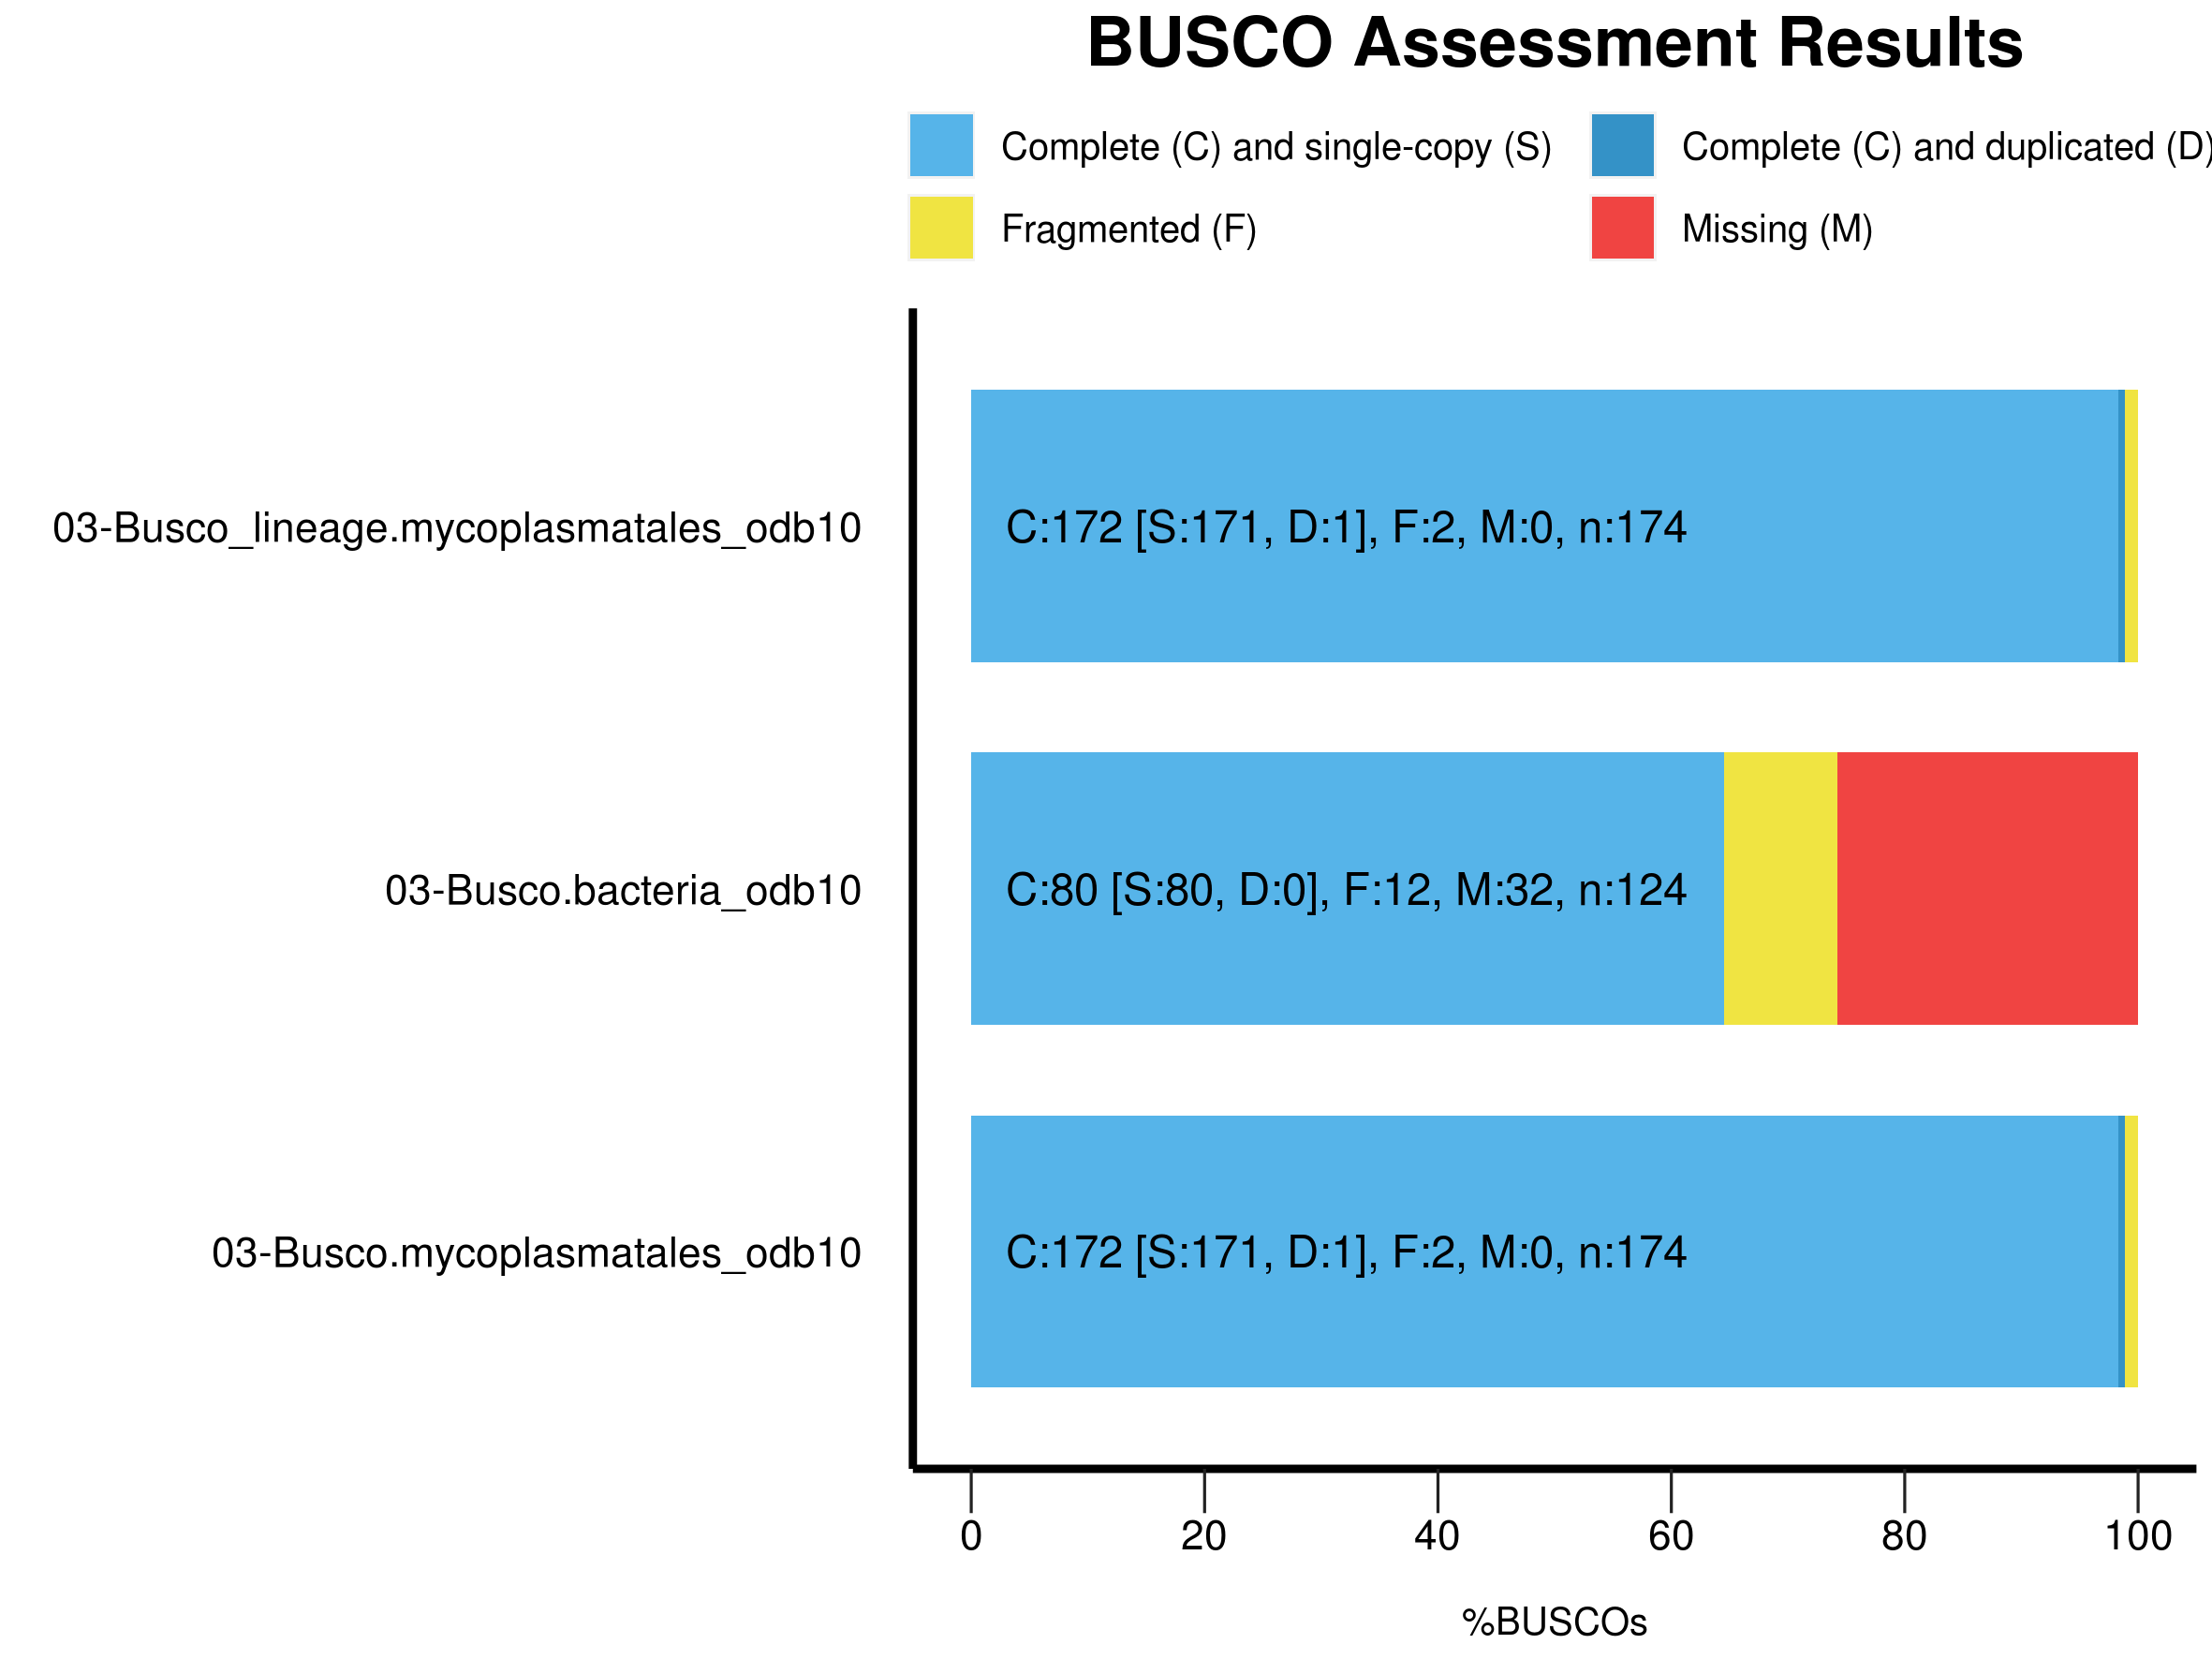 BUSCO Assessment Results
Complete (C) and single-copy (S)
Complete (C) and duplicated (D)
Fragmented (F)
Missing (M)
03-Busco_lineage.mycoplasmatales_odb10
C:172 [S:171, D:1], F:2, M:0, n:174
03-Busco.bacteria_odb10
C:80 [S:80, D:0], F:12, M:32, n:124
03-Busco.mycoplasmatales_odb10
C:172 [S:171, D:1], F:2, M:0, n:174
0 20 40 60 80 100
%BUSCOs